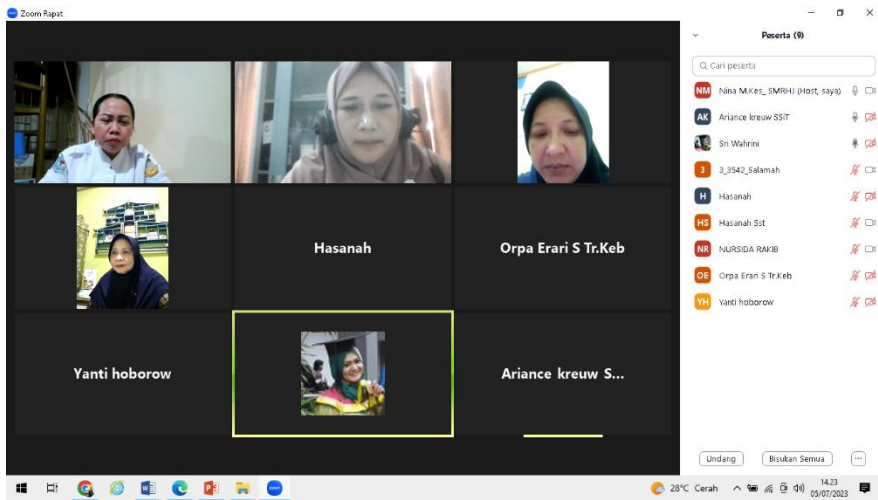 Zoom Rapat
Hasanah
Orpa Erari S Tr.Keb
Yanti hoborow
Ariance kreuw S...
Peserta (9)
Cari peserta
NM Nina M.Kes_ SMRHJ (Host, saya)
AK Ariance kreuw SSiT
Sri Wahrini
3 3_3542_Salamah
H Hasanah
HS Hasanah Sst
NR NURSIDA RAKIB
OE Orpa Erari S Tr.Keb
YH Yanti hoborow
Undang Bisukan Semua ...
28°C Cerah
14.23
05/07/2023